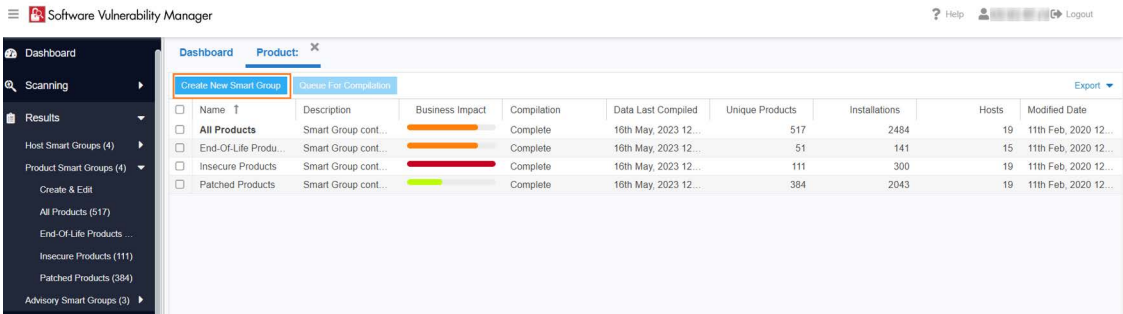 Software Vulnerability Manager
? Help
Logout
Dashboard
Scanning
Results
Host Smart Groups (4)
Product Smart Groups (4)
Create & Edit
All Products (517)
End-Of-Life Products ...
Insecure Products (111)
Patched Products (384)
Advisory Smart Groups (3)
Dashboard Product: ×
Create New Smart Group Queue For Compilation Export
Name ↑ Description Business Impact Compilation Data Last Compiled Unique Products Installations Hosts Modified Date
All Products Smart Group cont... Complete 16th May, 2023 12... 517 2484 19 11th Feb, 2020 12...
End-Of-Life Produ... Smart Group cont... Complete 16th May, 2023 12... 51 141 15 11th Feb, 2020 12...
Insecure Products Smart Group cont... Complete 16th May, 2023 12... 111 300 19 11th Feb, 2020 12...
Patched Products Smart Group cont... Complete 16th May, 2023 12... 384 2043 19 11th Feb, 2020 12...